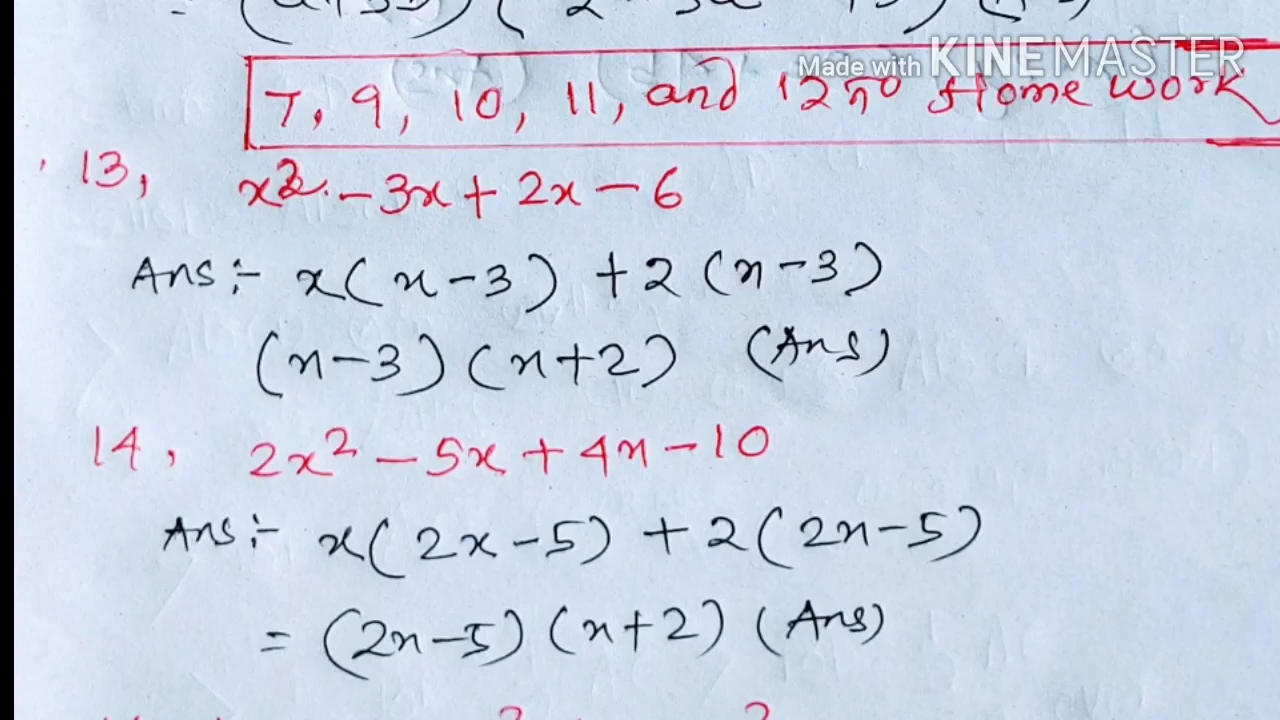 Made with KINEMASTER
7, 9, 10, 11, and 12 no Home work
13, x² - 3x + 2x - 6
Ans :- x(x-3) + 2(x-3)
(x-3)(x+2) (Ans)
14, 2x² - 5x + 4x - 10
Ans :- x(2x-5) + 2(2x-5)
= (2x-5)(x+2) (Ans)